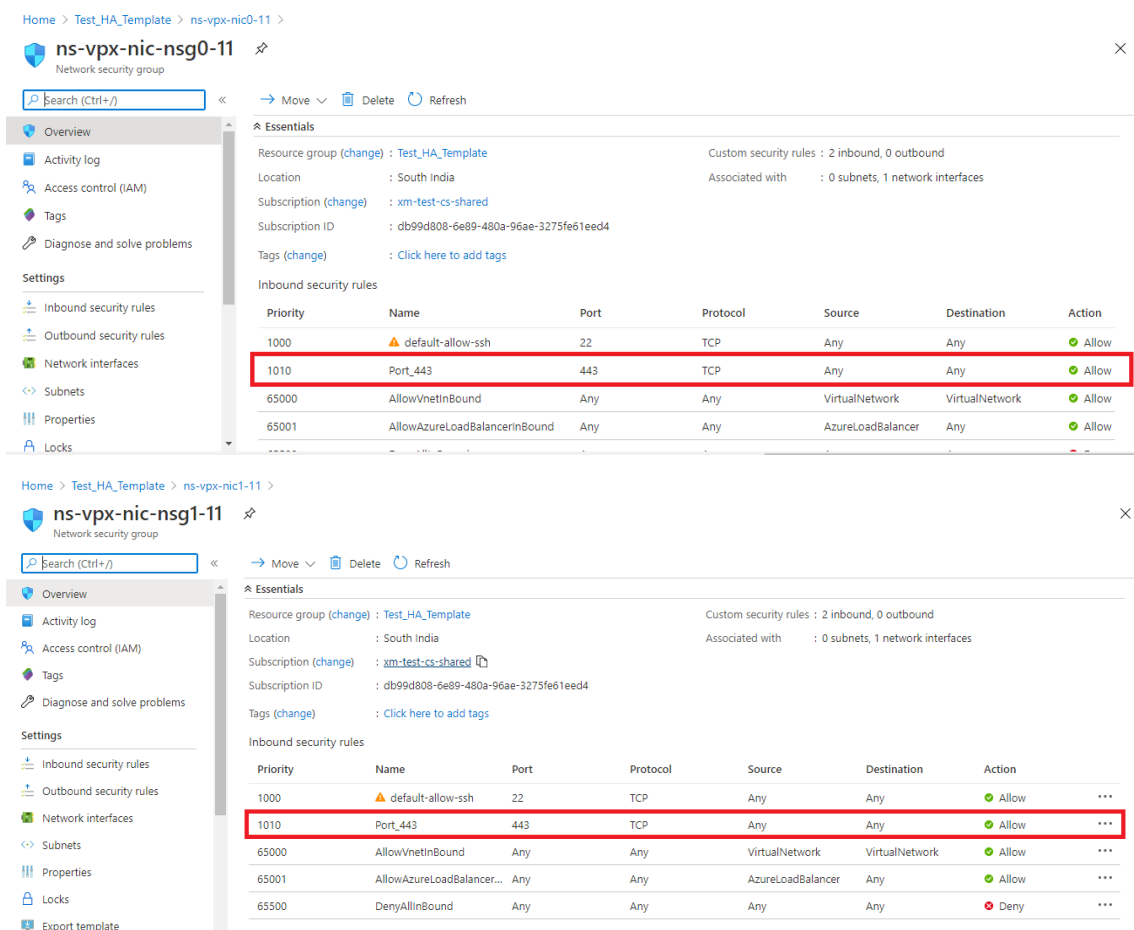 Home > Test_HA_Template > ns-vpx-nic0-11 >
ns-vpx-nic-nsg0-11
Network security group
Search (Ctrl+/)
«
Move Delete Refresh
Overview
Activity log
Access control (IAM)
Tags
Diagnose and solve problems
Settings
Inbound security rules
Outbound security rules
Network interfaces
Subnets
Properties
Locks
Essentials
Resource group (change) : Test_HA_Template
Location : South India
Subscription (change) : xm-test-cs-shared
Subscription ID : db99d808-6e89-480a-96ae-3275fe61eed4
Tags (change) : Click here to add tags
Custom security rules : 2 inbound, 0 outbound
Associated with : 0 subnets, 1 network interfaces
Inbound security rules
Priority Name Port Protocol Source Destination Action
1000 default-allow-ssh 22 TCP Any Any Allow
1010 Port_443 443 TCP Any Any Allow
65000 AllowVnetInBound Any Any VirtualNetwork VirtualNetwork Allow
65001 AllowAzureLoadBalancerInBound Any Any AzureLoadBalancer Any Allow
Home > Test_HA_Template > ns-vpx-nic1-11 >
ns-vpx-nic-nsg1-11
Network security group
Search (Ctrl+/)
«
Move Delete Refresh
Overview
Activity log
Access control (IAM)
Tags
Diagnose and solve problems
Settings
Inbound security rules
Outbound security rules
Network interfaces
Subnets
Properties
Locks
Export template
Essentials
Resource group (change) : Test_HA_Template
Location : South India
Subscription (change) : xm-test-cs-shared
Subscription ID : db99d808-6e89-480a-96ae-3275fe61eed4
Tags (change) : Click here to add tags
Custom security rules : 2 inbound, 0 outbound
Associated with : 0 subnets, 1 network interfaces
Inbound security rules
Priority Name Port Protocol Source Destination Action
1000 default-allow-ssh 22 TCP Any Any Allow ...
1010 Port_443 443 TCP Any Any Allow ...
65000 AllowVnetInBound Any Any VirtualNetwork VirtualNetwork Allow ...
65001 AllowAzureLoadBalancer... Any Any AzureLoadBalancer Any Allow ...
65500 DenyAllInBound Any Any Any Any Deny ...